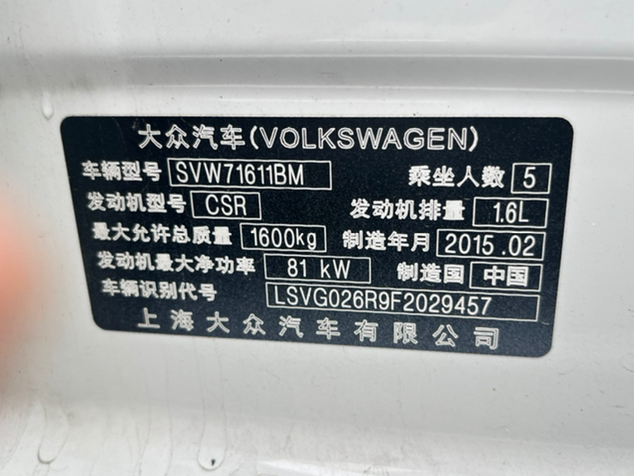 大众汽车(VOLKSWAGEN)
车辆型号 SVW71611BM 乘坐人数 5
发动机型号 CSR 发动机排量 1.6L
最大允许总质量 1600kg 制造年月 2015.02
发动机最大净功率 81 kW 制造国 中国
车辆识别代号 LSVG026R9F2029457
上海大众汽车有限公司